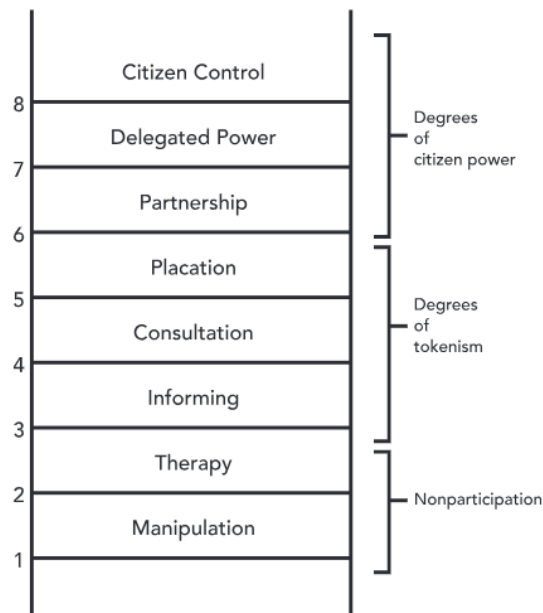 Citizen Control
8
Delegated Power
7
Partnership
6
Placation
5
Consultation
4
Informing
3
Therapy
2
Manipulation
1
Degrees
of
citizen power
Degrees
of
tokenism
Nonparticipation